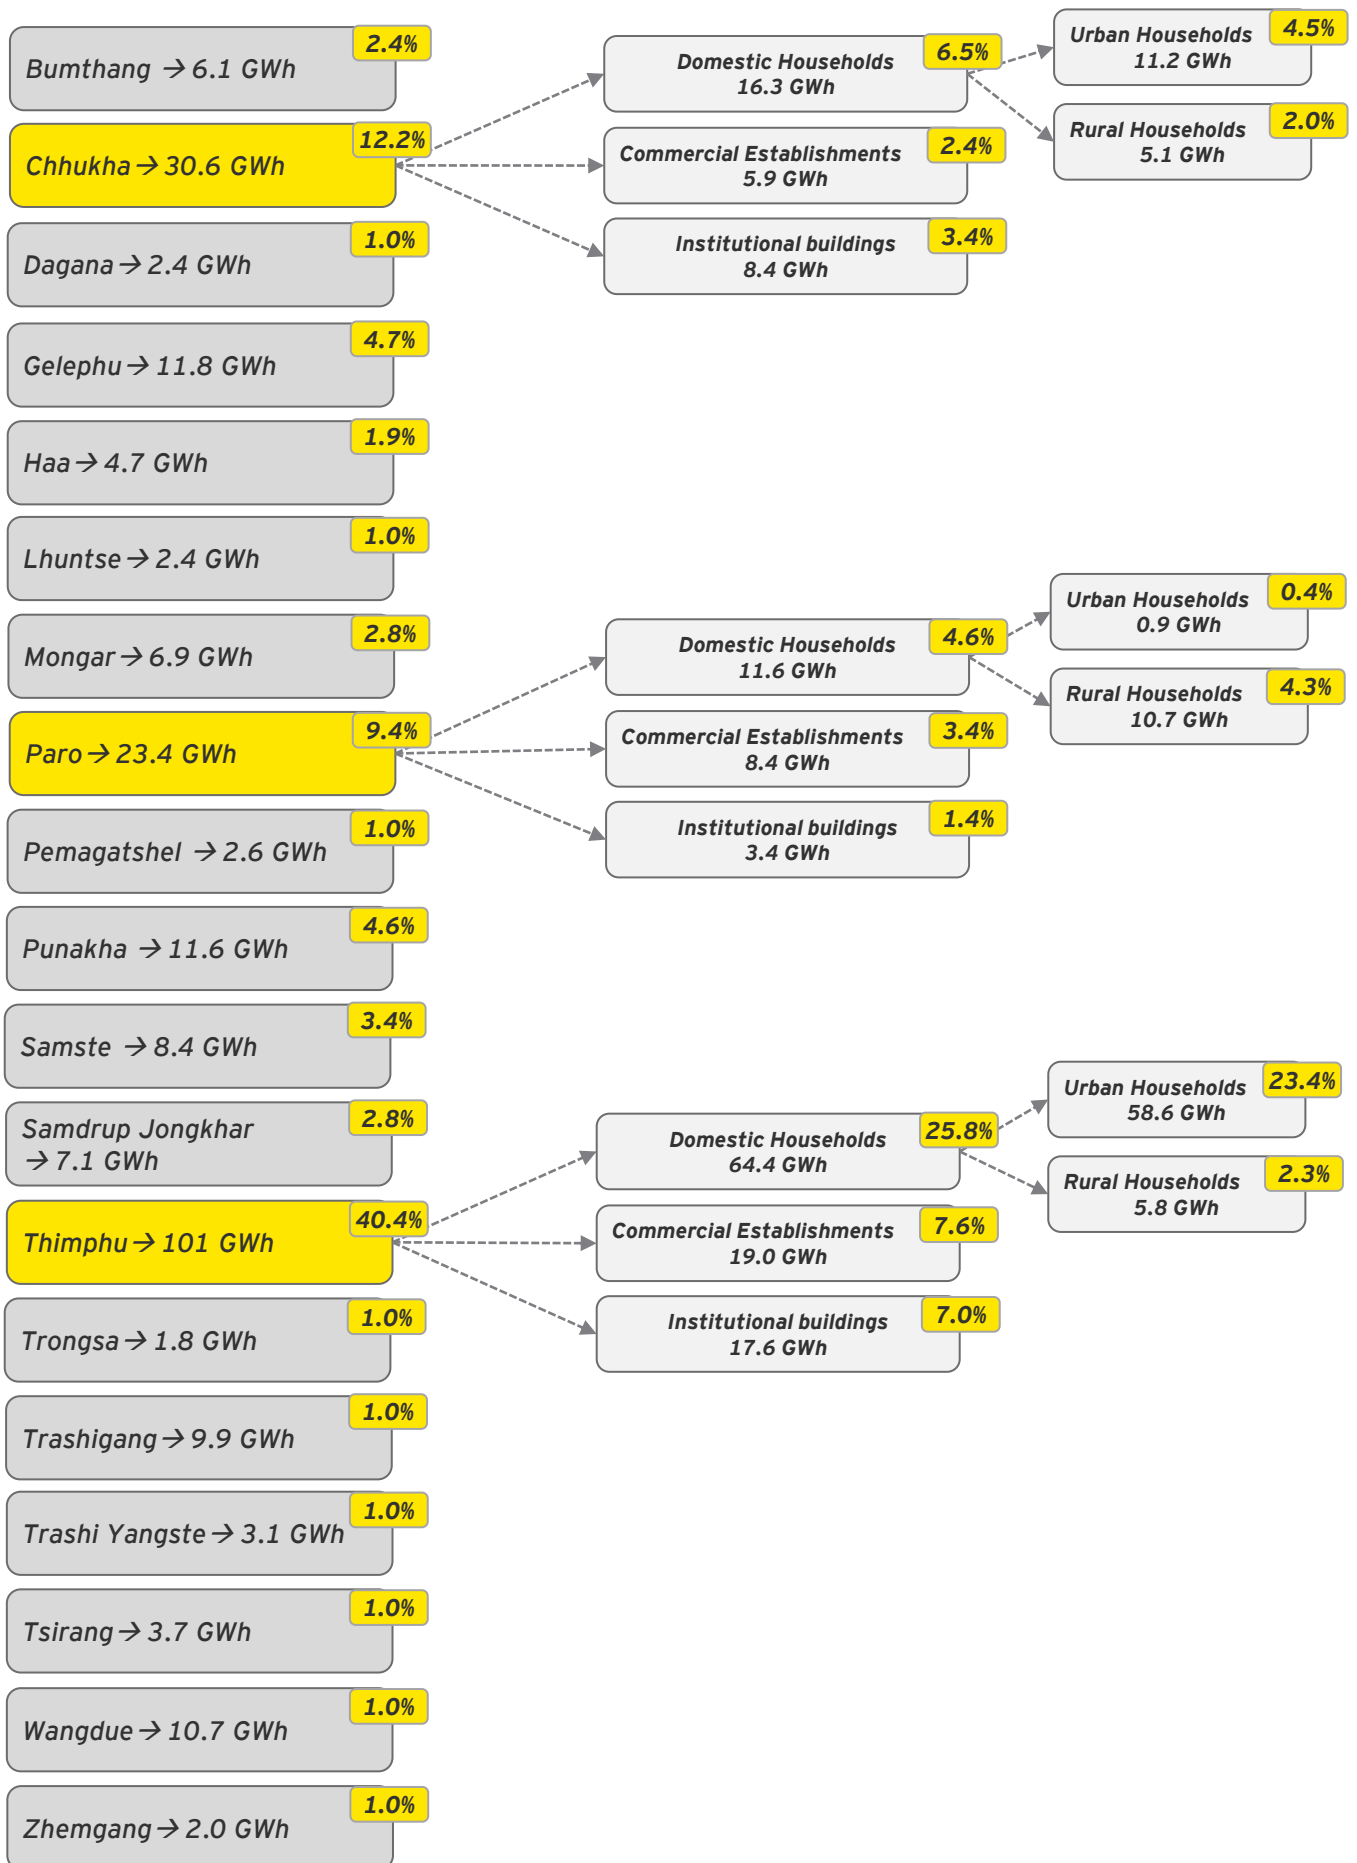 2.4%
Bumthang → 6.1 GWh
12.2%
Chhukha → 30.6 GWh
6.5%
Domestic Households
16.3 GWh
4.5%
Urban Households
11.2 GWh
2.0%
Rural Households
5.1 GWh
2.4%
Commercial Establishments
5.9 GWh
3.4%
Institutional buildings
8.4 GWh
1.0%
Dagana → 2.4 GWh
4.7%
Gelephu → 11.8 GWh
1.9%
Haa → 4.7 GWh
1.0%
Lhuntse → 2.4 GWh
2.8%
Mongar → 6.9 GWh
9.4%
Paro → 23.4 GWh
4.6%
Domestic Households
11.6 GWh
0.4%
Urban Households
0.9 GWh
4.3%
Rural Households
10.7 GWh
3.4%
Commercial Establishments
8.4 GWh
1.4%
Institutional buildings
3.4 GWh
1.0%
Pemagatshel → 2.6 GWh
4.6%
Punakha → 11.6 GWh
3.4%
Samste → 8.4 GWh
2.8%
Samdrup Jongkhar
→ 7.1 GWh
40.4%
Thimphu → 101 GWh
25.8%
Domestic Households
64.4 GWh
23.4%
Urban Households
58.6 GWh
2.3%
Rural Households
5.8 GWh
7.6%
Commercial Establishments
19.0 GWh
7.0%
Institutional buildings
17.6 GWh
1.0%
Trongsa → 1.8 GWh
1.0%
Trashigang → 9.9 GWh
1.0%
Trashi Yangste → 3.1 GWh
1.0%
Tsirang → 3.7 GWh
1.0%
Wangdue → 10.7 GWh
1.0%
Zhemgang → 2.0 GWh